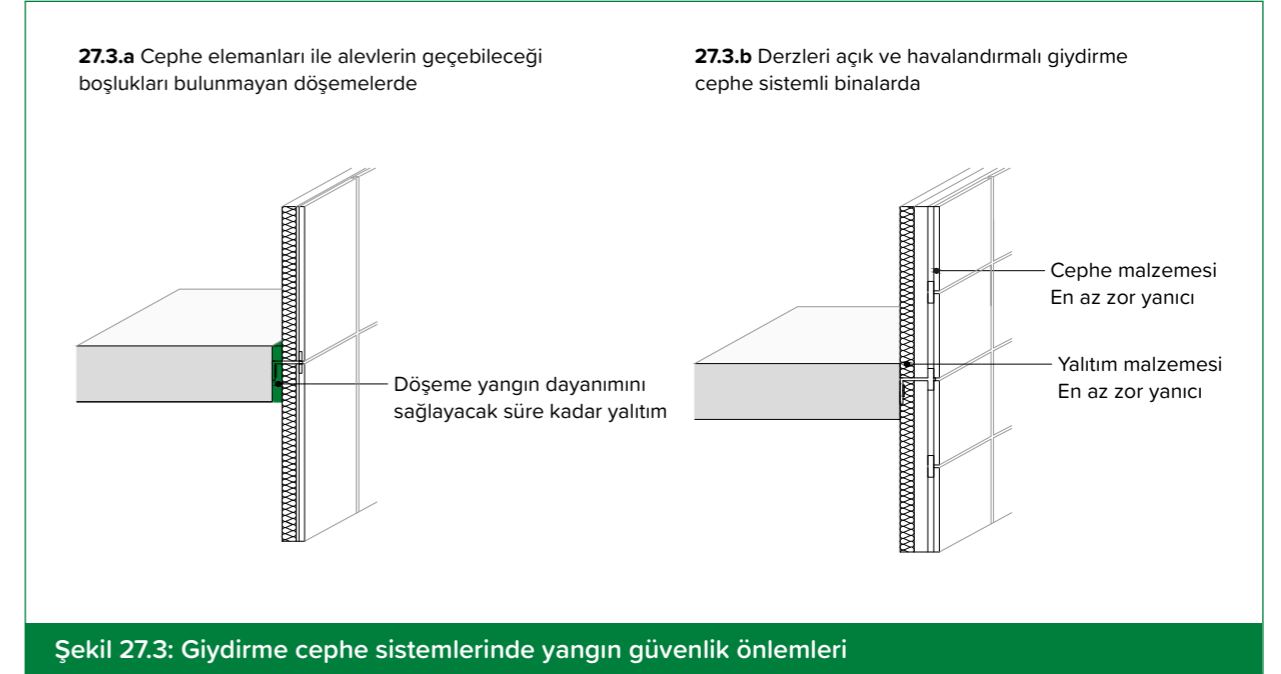 27.3.a Cephe elemanları ile alevlerin geçebileceği
boşlukları bulunmayan döşemelerde
27.3.b Derzleri açık ve havalandırmalı giydirme
cephe sistemli binalarda
Döşeme yangın dayanımını
sağlayacak süre kadar yalıtım
Cephe malzemesi
En az zor yanıcı
Yalıtım malzemesi
En az zor yanıcı
Şekil 27.3: Giydirme cephe sistemlerinde yangın güvenlik önlemleri